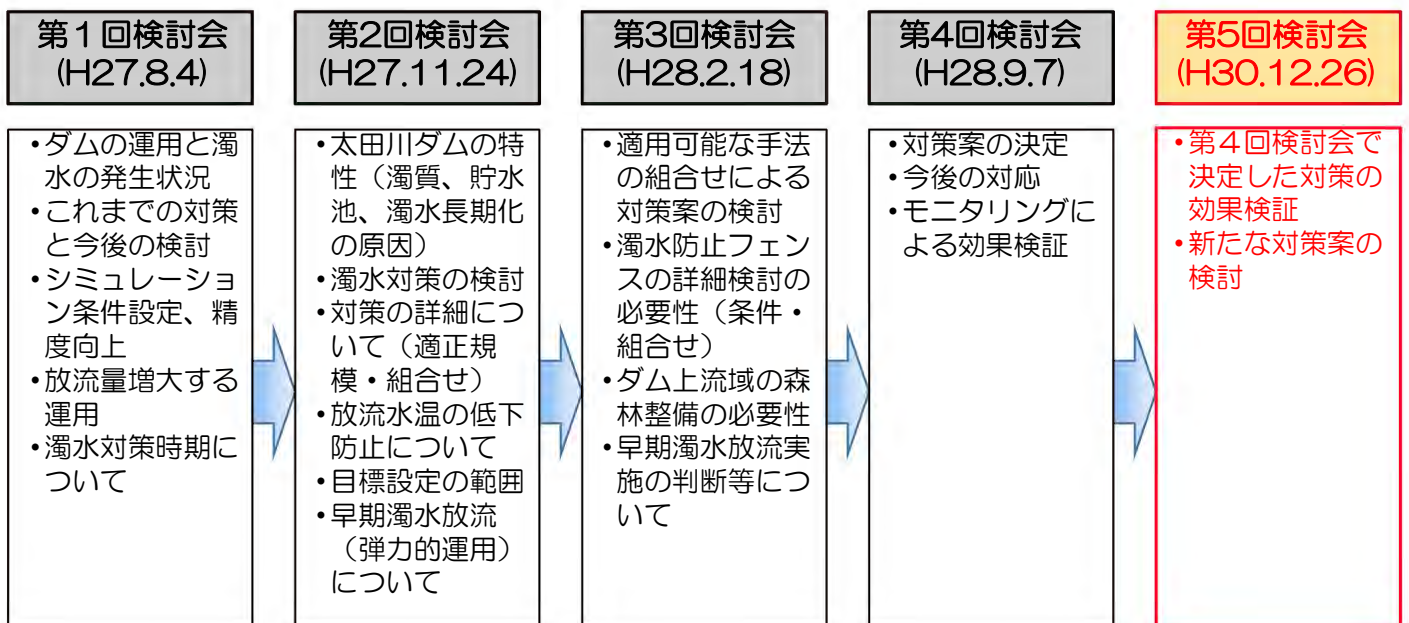 第1回検討会
(H27.8.4)
•ダムの運用と濁
水の発生状況
•これまでの対策
と今後の検討
•シミュレーショ
ン条件設定、精
度向上
•放流量増大する
運用
•濁水対策時期に
ついて
第2回検討会
(H27.11.24)
•太田川ダムの特
性（濁質、貯水
池、濁水長期化
の原因）
•濁水対策の検討
•対策の詳細につ
いて（適正規
模・組合せ）
•放流水温の低下
防止について
•目標設定の範囲
•早期濁水放流
（弾力的運用）
について
第3回検討会
(H28.2.18)
•適用可能な手法
の組合せによる
対策案の検討
•濁水防止フェン
スの詳細検討の
必要性（条件・
組合せ）
•ダム上流域の森
林整備の必要性
•早期濁水放流実
施の判断等につ
いて
第4回検討会
(H28.9.7)
•対策案の決定
•今後の対応
•モニタリングに
よる効果検証
第5回検討会
(H30.12.26)
•第４回検討会で
決定した対策の
効果検証
•新たな対策案の
検討